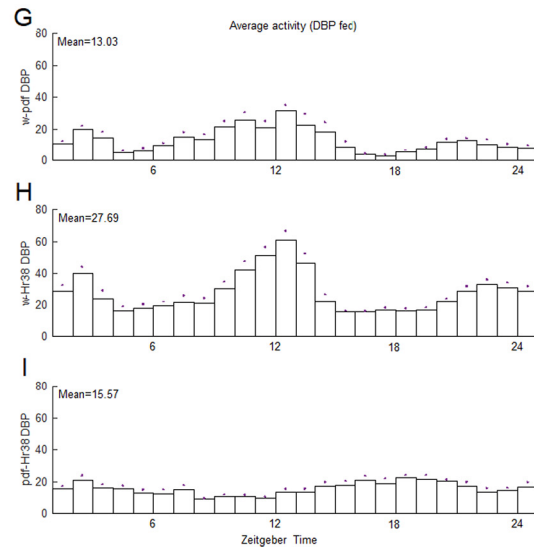 G
Average activity (DBP fed)
80
Mean=13.03
60
40
20
0
w-pdf DBP
6
12
18
24
H
80
Mean=27.69
60
40
20
0
w-Hr38 DBP
6
12
18
24
I
80
Mean=15.57
60
40
20
0
pdf-Hr38 DBP
6
12
18
24
Zeitgeber Time